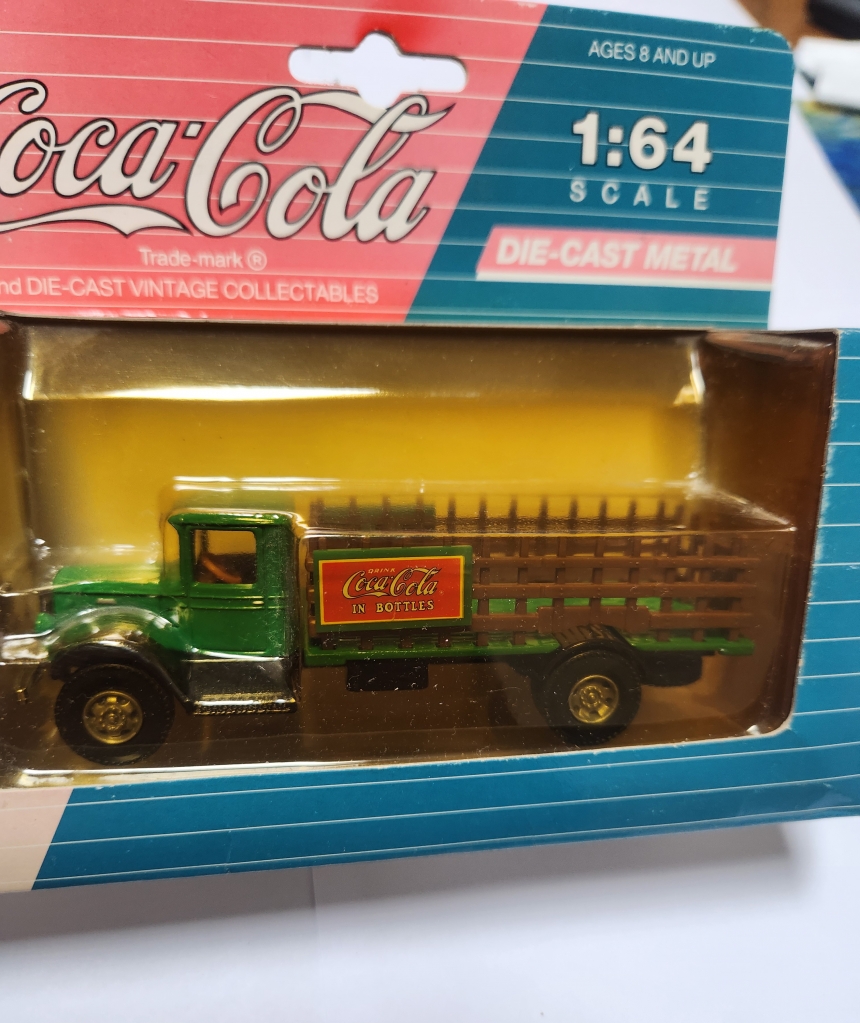 AGES 8 AND UP
Coca-Cola
1:64
SCALE
Trade-mark ®
DIE-CAST METAL
nd DIE-CAST VINTAGE COLLECTABLES
DRINK
Coca-Cola
IN BOTTLES